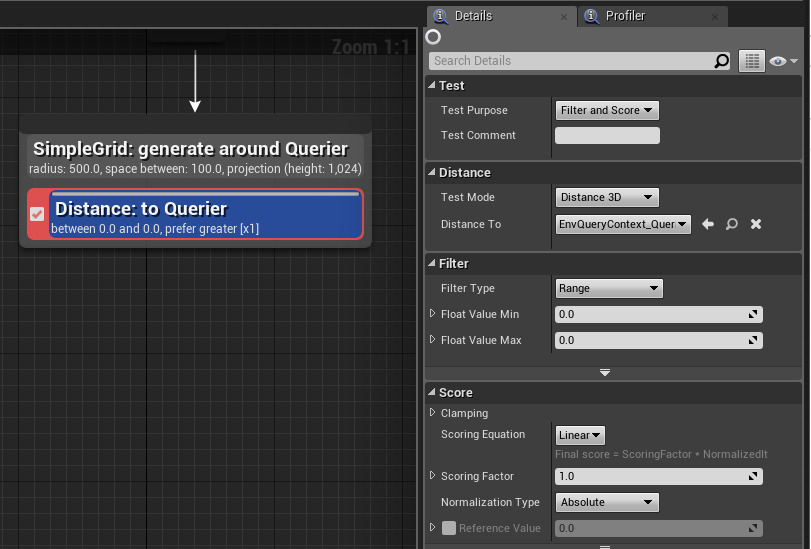 Zoom 1:1
SimpleGrid: generate around Querier
radius: 500.0, space between: 100.0, projection (height: 1,024)
Distance: to Querier
between 0.0 and 0.0, prefer greater [x1]
Details
Profiler
Search Details
Test
Test Purpose Filter and Score
Test Comment
Distance
Test Mode Distance 3D
Distance To EnvQueryContext_Quer
Filter
Filter Type Range
Float Value Min 0.0
Float Value Max 0.0
Score
Clamping
Scoring Equation Linear
Final score = ScoringFactor * NormalizedIt
Scoring Factor 1.0
Normalization Type Absolute
Reference Value 0.0